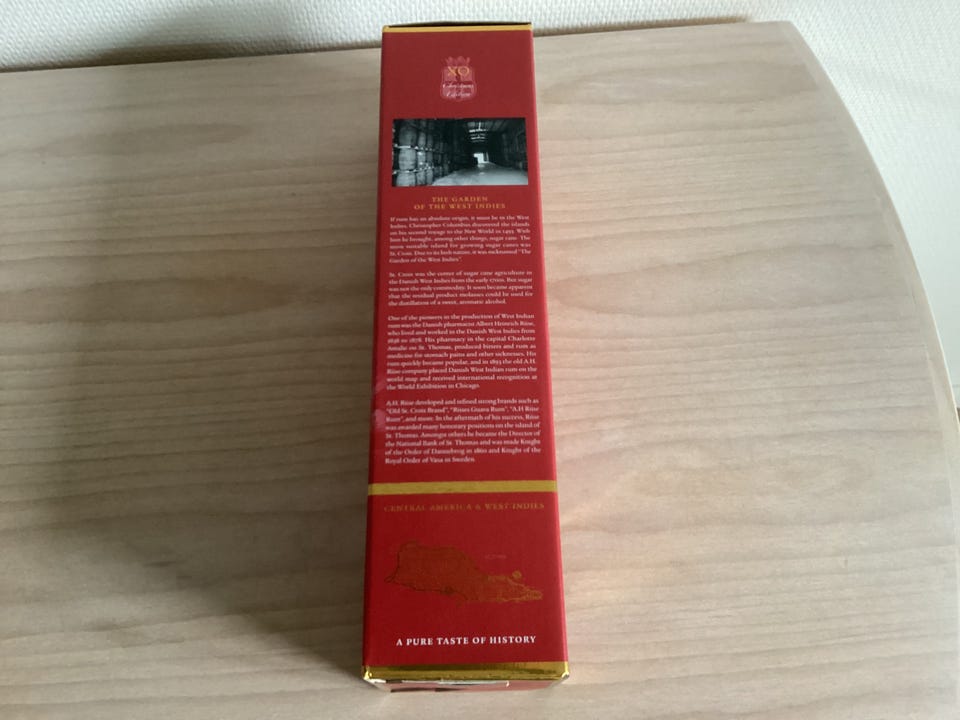 XO
Christmas
Edition
THE GARDEN
OF THE WEST INDIES
If rum has an absolute origin, it must be in the West
Indies. Christopher Columbus discovered the islands
on his second voyage to the New World in 1493. With
him he brought, among other things, sugar cane. The
most suitable island for growing sugar canes was
St. Croix. Due to its lush nature, it was nicknamed "The
Garden of the West Indies".
St. Croix was the center of sugar cane agriculture in
the Danish West Indies from the early 1700s. But sugar
was not the only commodity. It soon became apparent
that the residual product molasses could be used for
the distillation of a sweet, aromatic alcohol.
One of the pioneers in the production of West Indian
rum was the Danish pharmacist Albert Heinrich Riise,
who lived and worked in the Danish West Indies from
1838 to 1878. His pharmacy in the capital Charlotte
Amalie on St. Thomas, produced bitters and rum as
medicine for stomach pains and other sicknesses. His
rum quickly became popular, and in 1893 the old A.H.
Riise company placed Danish West Indian rum on the
world map and received international recognition at
the World Exhibition in Chicago.
A.H. Riise developed and refined strong brands such as
"Old St. Croix Brand", "Riises Guava Rum", "A.H Riise
Rum", and more. In the aftermath of his success, Riise
was awarded many honorary positions on the island of
St. Thomas. Amongst others he became the Director of
the National Bank of St. Thomas and was made Knight
of the Order of Dannebrog in 1860 and Knight of the
Royal Order of Vasa in Sweden.
CENTRAL AMERICA & WEST INDIES
A PURE TASTE OF HISTORY